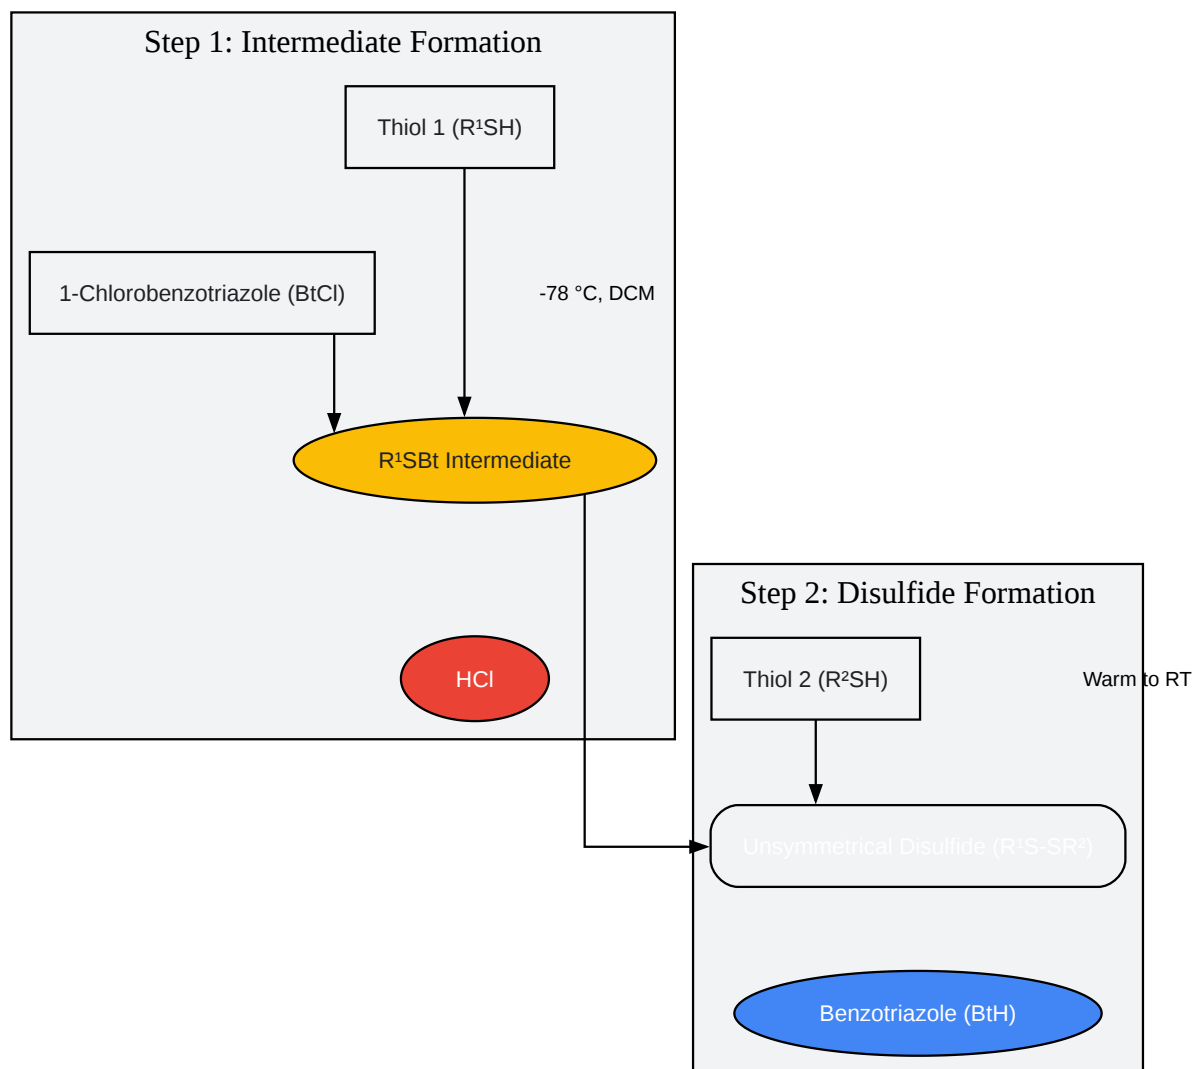 Step 1: Intermediate Formation
Thiol 1 (R¹SH)
1-Chlorobenzotriazole (BtCl)
-78 °C, DCM
R¹SBt Intermediate
HCl
Step 2: Disulfide Formation
Thiol 2 (R²SH)
Warm to RT
Unsymmetrical Disulfide (R¹S-SR²)
Benzotriazole (BtH)